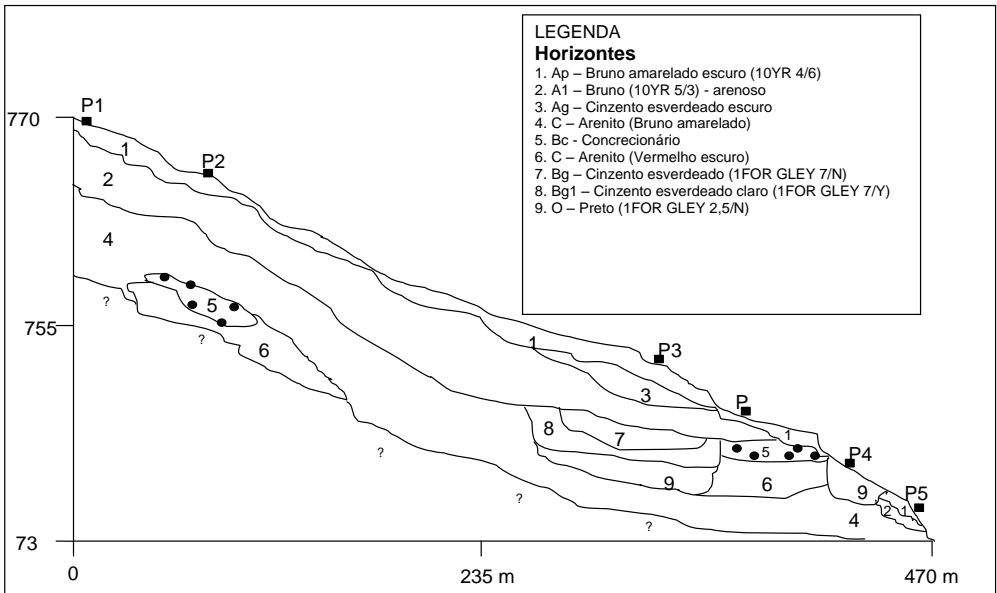 LEGENDA
Horizontes
1. Ap – Bruno amarelado escuro (10YR 4/6)
2. A1 – Bruno (10YR 5/3) - arenoso
3. Ag – Cinzento esverdeado escuro
4. C – Arenito (Bruno amarelado)
5. Bc - Concrecionário
6. C – Arenito (Vermelho escuro)
7. Bg – Cinzento esverdeado (1FOR GLEY 7/N)
8. Bg1 – Cinzento esverdeado claro (1FOR GLEY 7/Y)
9. O – Preto (1FOR GLEY 2,5/N)
P1
770
1
P2
2
4
?
5
755
?
6
1
P3
3
P
8
7
1
5
?
P4
9
6
9
P5
2
1
?
?
4
73
0
235 m
470 m